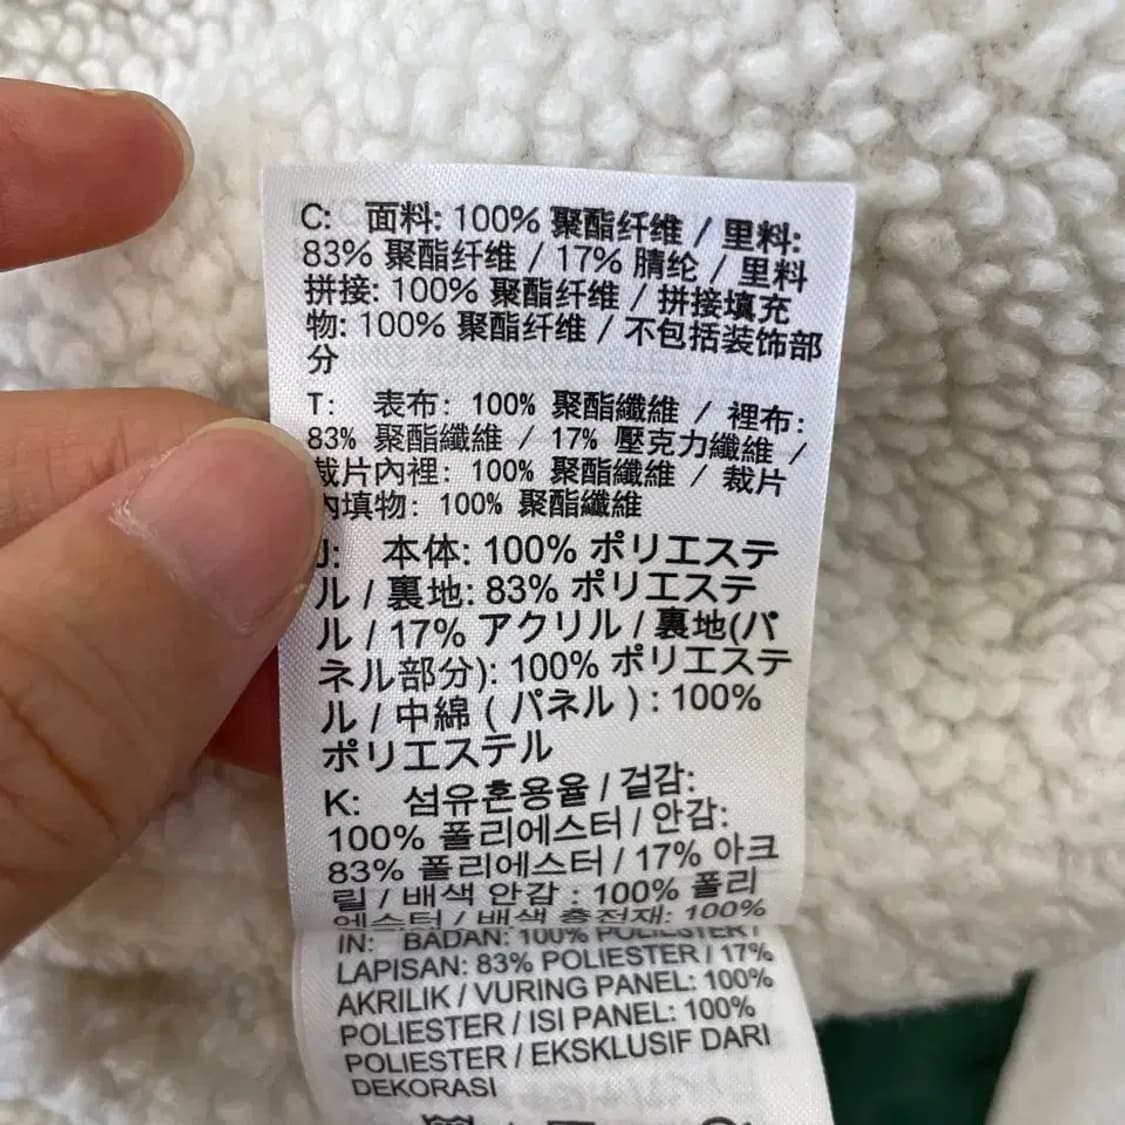 C: 面料: 100% 聚酯纤维 / 里料:
83% 聚酯纤维 / 17% 腈纶 / 里料
拼接: 100% 聚酯纤维 / 拼接填充
物: 100% 聚酯纤维 / 不包括装饰部
分
T: 表布: 100% 聚酯纖維 / 裡布:
83% 聚酯纖維 / 17% 壓克力纖維 /
裁片內裡: 100% 聚酯纖維 / 裁片
內填物: 100% 聚酯纖維
J: 本体: 100% ポリエステ
ル / 裏地: 83% ポリエステ
ル / 17% アクリル / 裏地(パ
ネル部分): 100% ポリエステ
ル / 中綿 ( パネル ) : 100%
ポリエステル
K: 섬유혼용율 / 겉감:
100% 폴리에스터 / 안감:
83% 폴리에스터 / 17% 아크
릴 / 배색 안감 : 100% 폴리
에스터 / 배색 충전재: 100%
IN: BADAN: 100% POLIESTER /
LAPISAN: 83% POLIESTER / 17%
AKRILIK / VURING PANEL: 100%
POLIESTER / ISI PANEL: 100%
POLIESTER / EKSKLUSIF DARI
DEKORASI